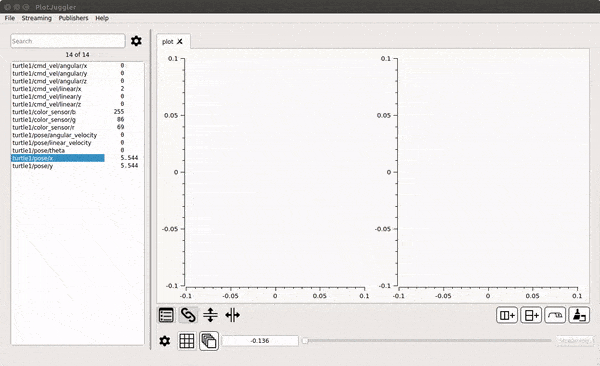 PlotJuggler
File Streaming Publishers Help
Search
14 of 14
turtle1/cmd_vel/angular/x 0
turtle1/cmd_vel/angular/y 0
turtle1/cmd_vel/angular/z 0
turtle1/cmd_vel/linear/x 2
turtle1/cmd_vel/linear/y 0
turtle1/cmd_vel/linear/z 0
turtle1/color_sensor/b 255
turtle1/color_sensor/g 86
turtle1/color_sensor/r 69
turtle1/pose/angular_velocity 0
turtle1/pose/linear_velocity 0
turtle1/pose/theta 0
turtle1/pose/x 5.544
turtle1/pose/y 5.544
plot
0.1
0.05
0
-0.05
-0.1
-0.1 -0.05 0 0.05 0.1
0.1
0.05
0
-0.05
-0.1
-0.1 -0.05 0 0.05 0.1
-0.136